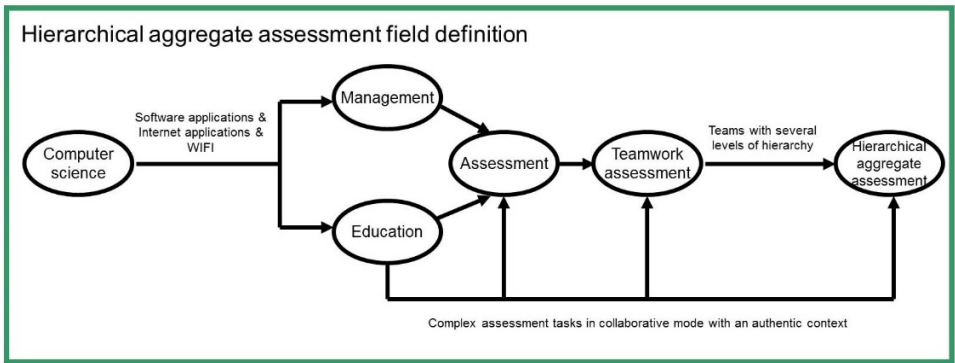 Hierarchical aggregate assessment field definition
Management
Software applications &
Internet applications &
WIFI
Computer
science
Assessment
Teamwork
assessment
Teams with several
levels of hierarchy
Hierarchical
aggregate
assessment
Education
Complex assessment tasks in collaborative mode with an authentic context